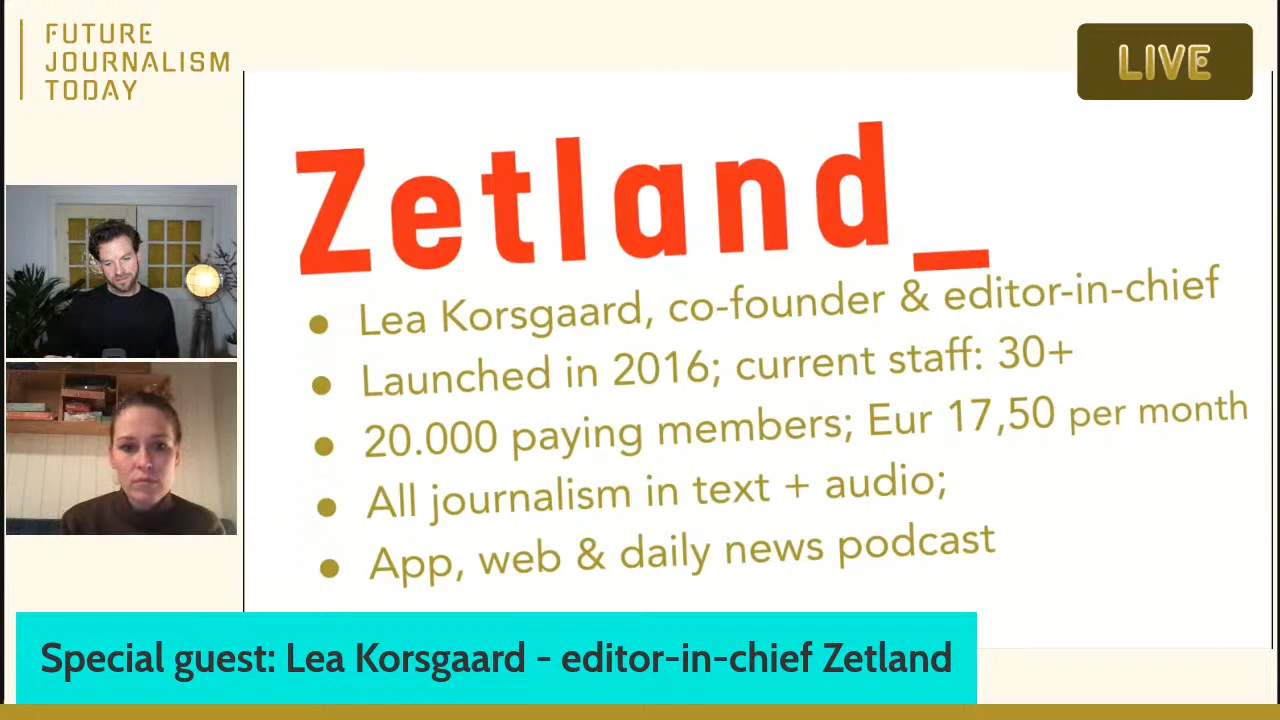 FUTURE
JOURNALISM
TODAY
LIVE
Zetland_
• Lea Korsgaard, co-founder & editor-in-chief
• Launched in 2016; current staff: 30+
• 20.000 paying members; Eur 17,50 per month
• All journalism in text + audio;
• App, web & daily news podcast
Special guest: Lea Korsgaard - editor-in-chief Zetland